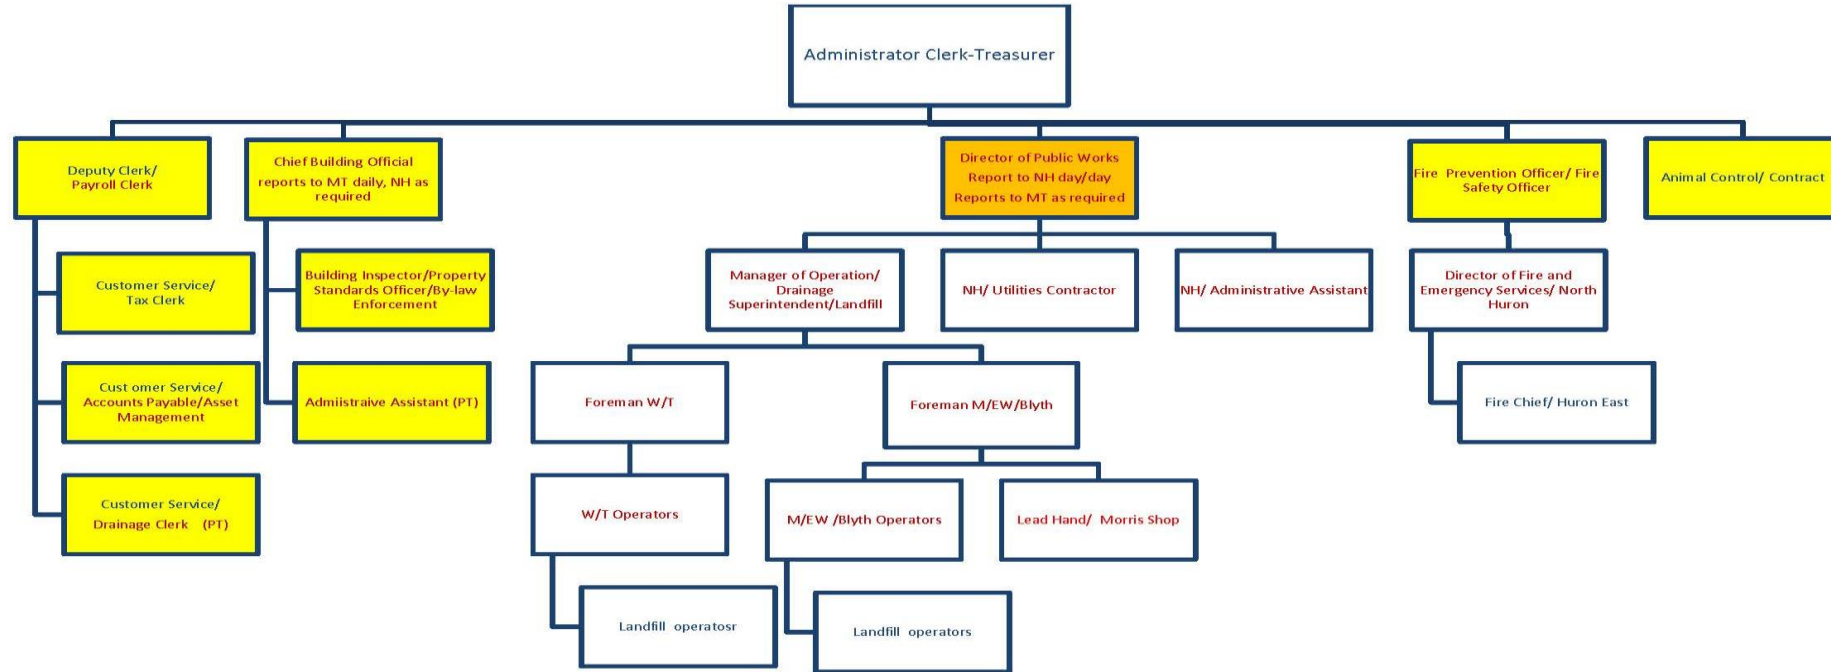 Administrator Clerk-Treasurer
Deputy Clerk/
Payroll Clerk
Chief Building Official
reports to MT daily, NH as
required
Director of Public Works
Report to NH day/day
Reports to MT as required
Fire Prevention Officer/ Fire
Safety Officer
Animal Control/ Contract
Customer Service/
Tax Clerk
Building Inspector/Property
Standards Officer/By-law
Enforcement
Manager of Operation/
Drainage
Superintendent/Landfill
NH/ Utilities Contractor
NH/ Administrative Assistant
Director of Fire and
Emergency Services/ North
Huron
Customer Service/
Accounts Payable/Asset
Management
Admiistraive Assistant (PT)
Foreman W/T
Foreman M/EW/Blyth
Fire Chief/ Huron East
Customer Service/
Drainage Clerk (PT)
W/T Operators
M/EW /Blyth Operators
Lead Hand/ Morris Shop
Landfill operatosr
Landfill operators